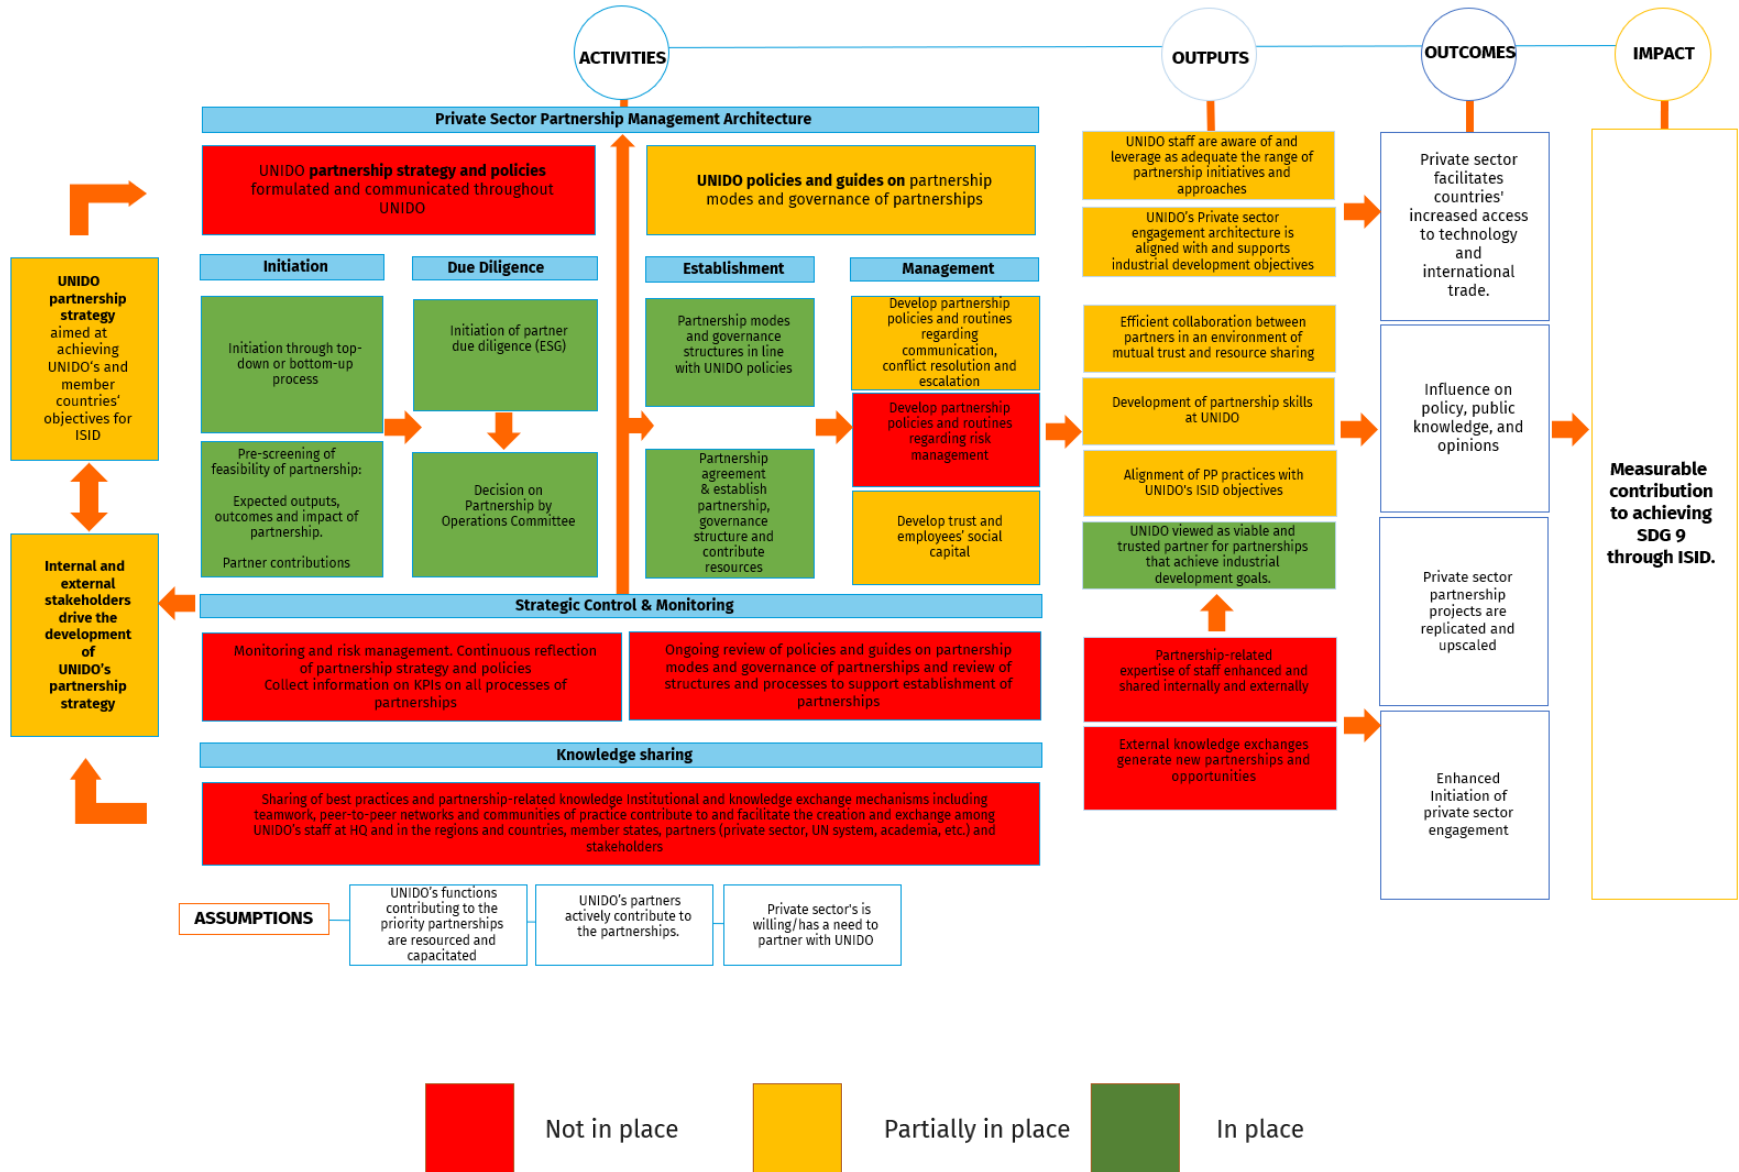 ACTIVITIES
OUTPUTS
OUTCOMES
IMPACT
Private Sector Partnership Management Architecture
UNIDO partnership strategy and policies
formulated and communicated throughout
UNIDO
UNIDO policies and guides on partnership
modes and governance of partnerships
Initiation
Due Diligence
Establishment
Management
UNIDO
partnership
strategy
aimed at
achieving
UNIDO's and
member
countries'
objectives for
ISID
Internal and
external
stakeholders
drive the
development
of
UNIDO's
partnership
strategy
Initiation through top-
down or bottom-up
process
Pre-screening of
feasibility of partnership:
Expected outputs,
outcomes and impact of
partnership.
Partner contributions
Initiation of partner
due diligence (ESG)
Decision on
Partnership by
Operations Committee
Partnership modes
and governance
structures in line
with UNIDO policies
Partnership
agreement
& establish
partnership,
governance
structure and
contribute
resources
Develop partnership
policies and routines
regarding
communication,
conflict resolution and
escalation
Develop partnership
policies and routines
regarding risk
management
Develop trust and
employees' social
capital
Strategic Control & Monitoring
Monitoring and risk management. Continuous reflection
of partnership strategy and policies
Collect information on KPIs on all processes of
partnerships
Ongoing review of policies and guides on partnership
modes and governance of partnerships and review of
structures and processes to support establishment of
partnerships
Knowledge sharing
Sharing of best practices and partnership-related knowledge Institutional and knowledge exchange mechanisms including
teamwork, peer-to-peer networks and communities of practice contribute to and facilitate the creation and exchange among
UNIDO's staff at HQ and in the regions and countries, member states, partners (private sector, UN system, academia, etc.) and
stakeholders
UNIDO staff are aware of and
leverage as adequate the range of
partnership initiatives and
approaches
UNIDO's Private sector
engagement architecture is
aligned with and supports
industrial development objectives
Efficient collaboration between
partners in an environment of
mutual trust and resource sharing
Development of partnership skills
at UNIDO
Alignment of PP practices with
UNIDO's ISID objectives
UNIDO viewed as viable and
trusted partner for partnerships
that achieve industrial
development goals.
Partnership-related
expertise of staff enhanced and
shared internally and externally
External knowledge exchanges
generate new partnerships and
opportunities
Private sector
facilitates
countries'
increased access
to technology
and
international
trade.
Influence on
policy, public
knowledge, and
opinions
Private sector
partnership
projects are
replicated and
upscaled
Enhanced
Initiation of
private sector
engagement
Measurable
contribution
to achieving
SDG 9
through ISID.
ASSUMPTIONS
UNIDO's functions
contributing to the
priority partnerships
are resourced and
capacitated
UNIDO's partners
actively contribute to
the partnerships.
Private sector's is
willing/has a need to
partner with UNIDO
Not in place
Partially in place
In place